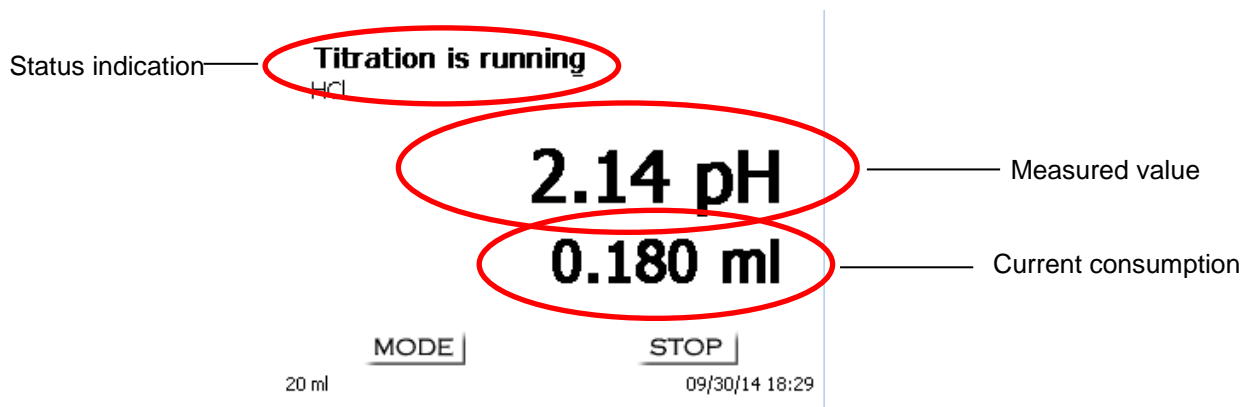 Status indication
Titration is running
HCl
2.14 pH
Measured value
0.180 ml
Current consumption
MODE STOP
20 ml 09/30/14 18:29